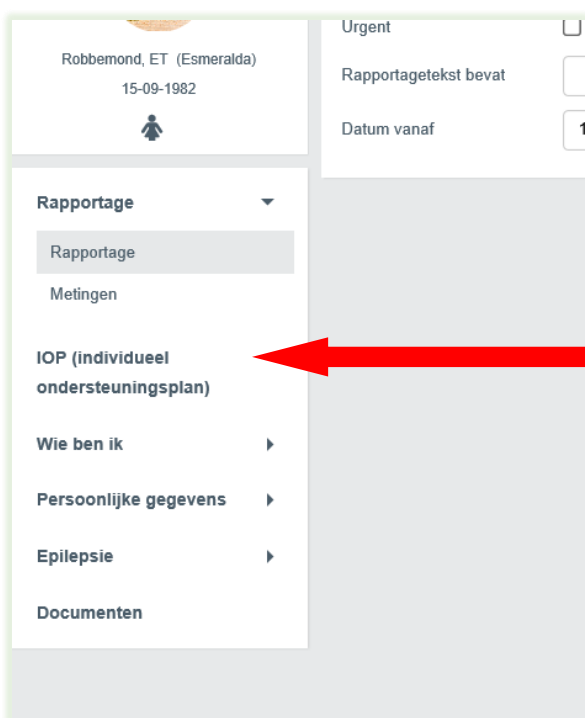 Robbemond, ET (Esmeralda)
15-09-1982
Urgent
Rapportagetekst bevat
Datum vanaf
1
Rapportage
Rapportage
Metingen
IOP (individueel
ondersteuningsplan)
Wie ben ik
Persoonlijke gegevens
Epilepsie
Documenten